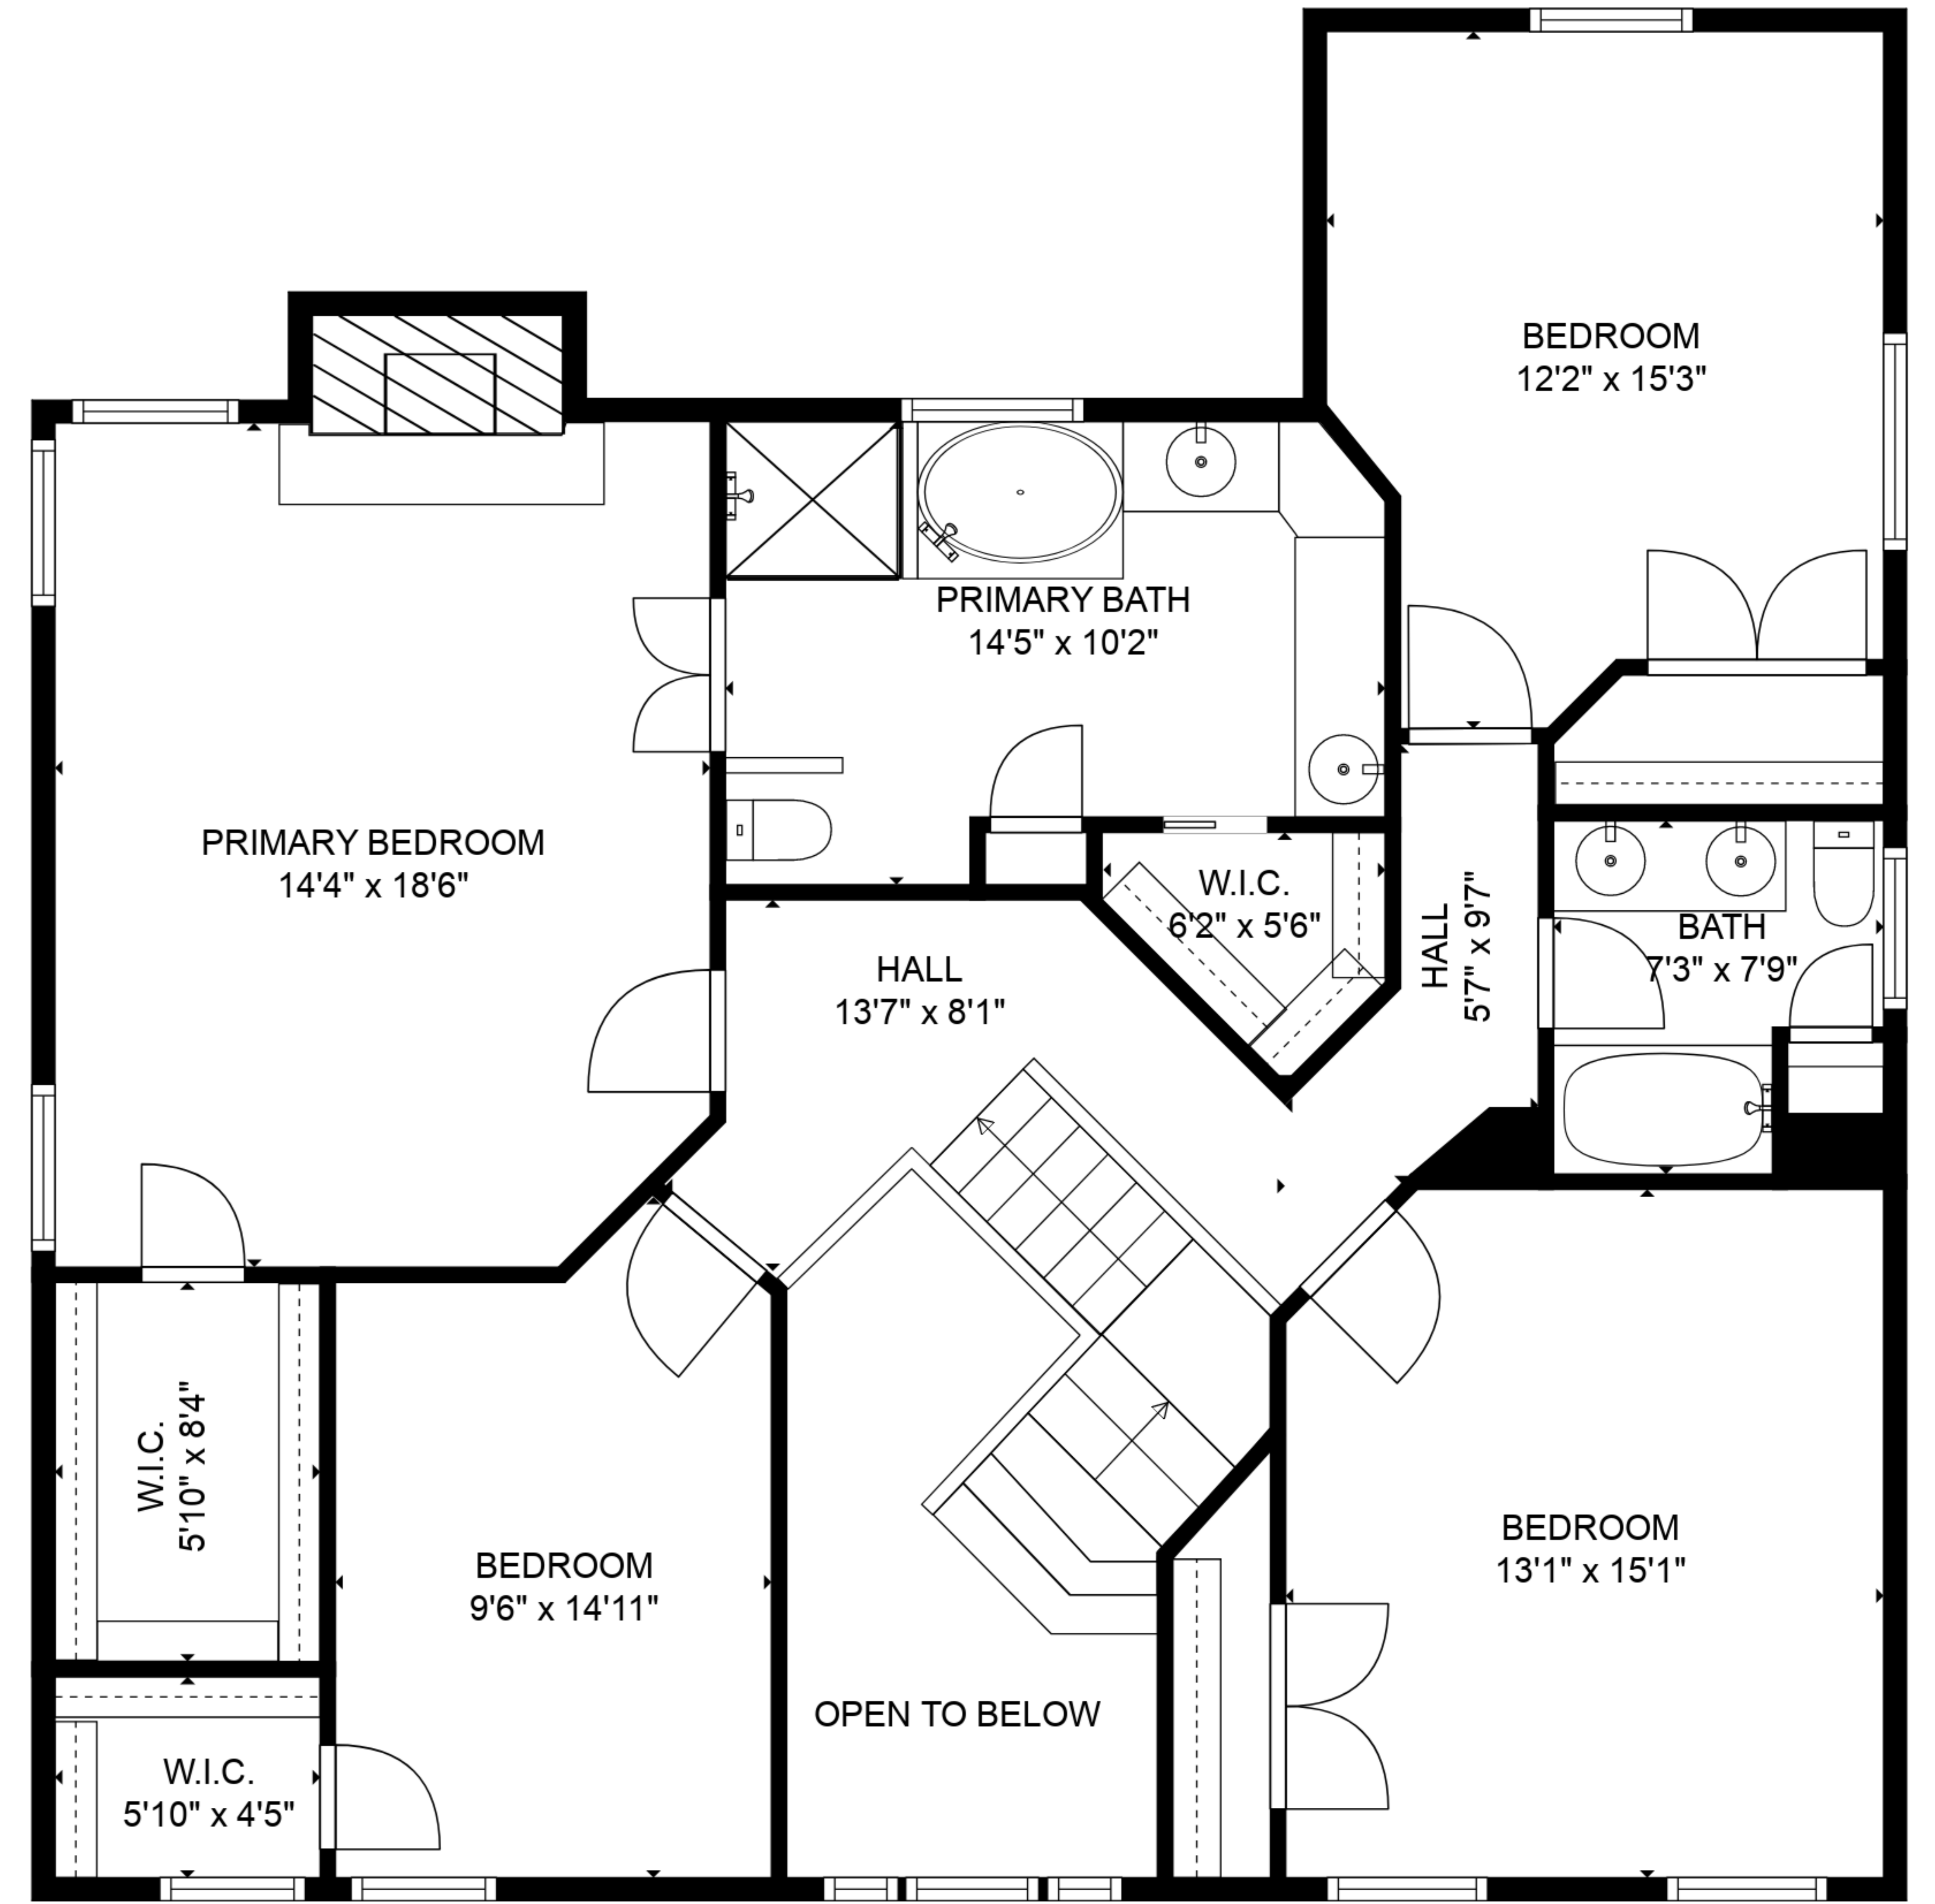 BEDROOM
12'2" x 15'3"
PRIMARY BATH
14'5" x 10'2"
PRIMARY BEDROOM
14'4" x 18'6"
W.I.C.
6'2" x 5'6"
HALL
5'7" x 9'7"
BATH
7'3" x 7'9"
HALL
13'7" x 8'1"
W.I.C.
5'10" x 8'4"
BEDROOM
9'6" x 14'11"
BEDROOM
13'1" x 15'1"
OPEN TO BELOW
W.I.C.
5'10" x 4'5"